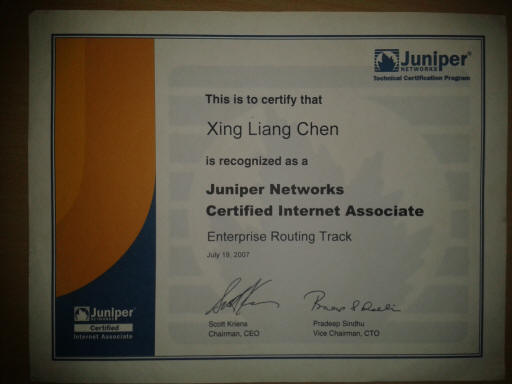 Juniper
NETWORKS
Technical Certification Program
This is to certify that
Xing Liang Chen
is recognized as a
Juniper Networks
Certified Internet Associate
Enterprise Routing Track
July 19, 2007
Scott Kriens
Chairman, CEO
Pradeep Sindhu
Vice Chairman, CTO
Juniper
NETWORKS
Certified
Internet Associate